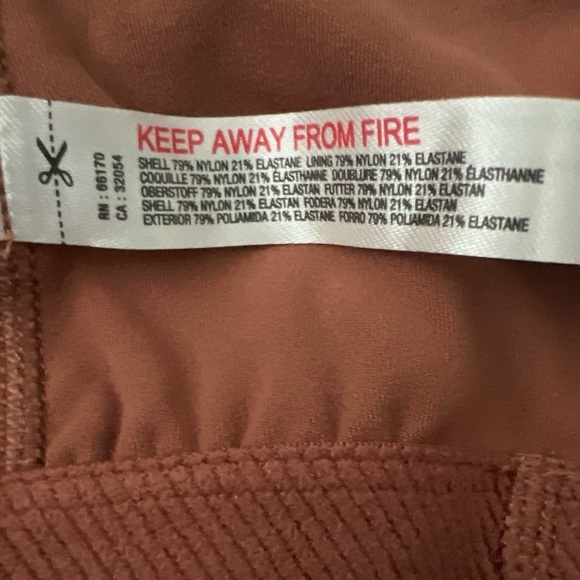 KEEP AWAY FROM FIRE
SHELL 79% NYLON 21% ELASTANE LINING 79% NYLON 21% ELASTANE
COQUILLE 79% NYLON 21% ÉLASTHANNE DOUBLURE 79% NYLON 21% ÉLASTHANNE
OBERSTOFF 79% NYLON 21% ELASTAN FUTTER 79% NYLON 21% ELASTAN
SHELL 79% NYLON 21% ELASTAN FODERA 79% NYLON 21% ELASTAN
EXTERIOR 79% POLIAMIDA 21% ELASTANE FORRO 79% POLIAMIDA 21% ELASTANE
RN : 66170
CA : 32054